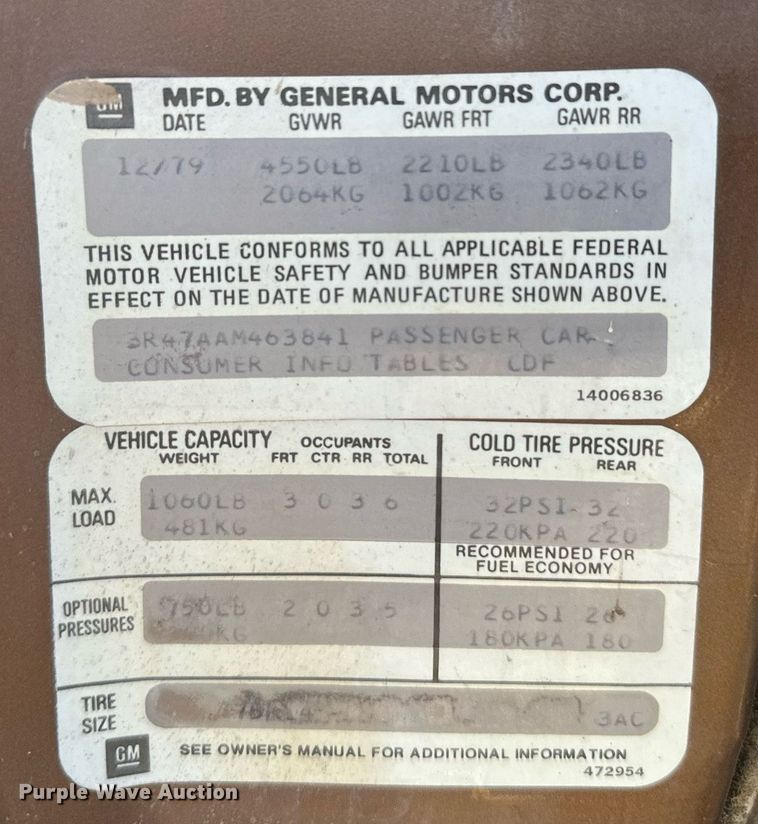 GM MFD. BY GENERAL MOTORS CORP.
DATE GVWR GAWR FRT GAWR RR
12/79 4550LB 2210LB 2340LB
2064KG 1002KG 1062KG
THIS VEHICLE CONFORMS TO ALL APPLICABLE FEDERAL
MOTOR VEHICLE SAFETY AND BUMPER STANDARDS IN
EFFECT ON THE DATE OF MANUFACTURE SHOWN ABOVE.
3R47AAM463841 PASSENGER CAR
CONSUMER INFO TABLES CDF
14006836
VEHICLE CAPACITY OCCUPANTS COLD TIRE PRESSURE
WEIGHT FRT CTR RR TOTAL FRONT REAR
MAX. LOAD 1060LB 3 0 3 6 32PSI 32
481KG 220KPA 220
RECOMMENDED FOR
FUEL ECONOMY
OPTIONAL PRESSURES 750LB 2 0 3 5 26PSI 26
KG 180KPA 180
TIRE SIZE 3AC
GM SEE OWNER'S MANUAL FOR ADDITIONAL INFORMATION
472954
Purple Wave Auction